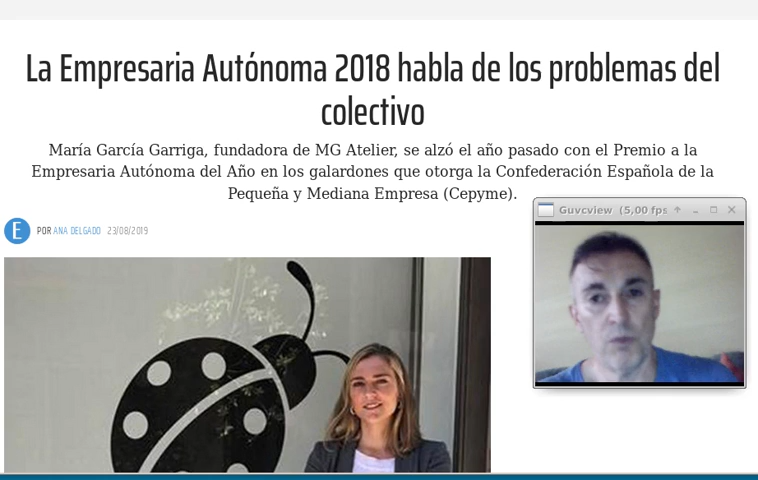 La Empresaria Autónoma 2018 habla de los problemas del
colectivo
María García Garriga, fundadora de MG Atelier, se alzó el año pasado con el Premio a la
Empresaria Autónoma del Año en los galardones que otorga la Confederación Española de la
Pequeña y Mediana Empresa (Cepyme).
Guvcview (5,00 fps
E POR ANA DELGADO 23/08/2019